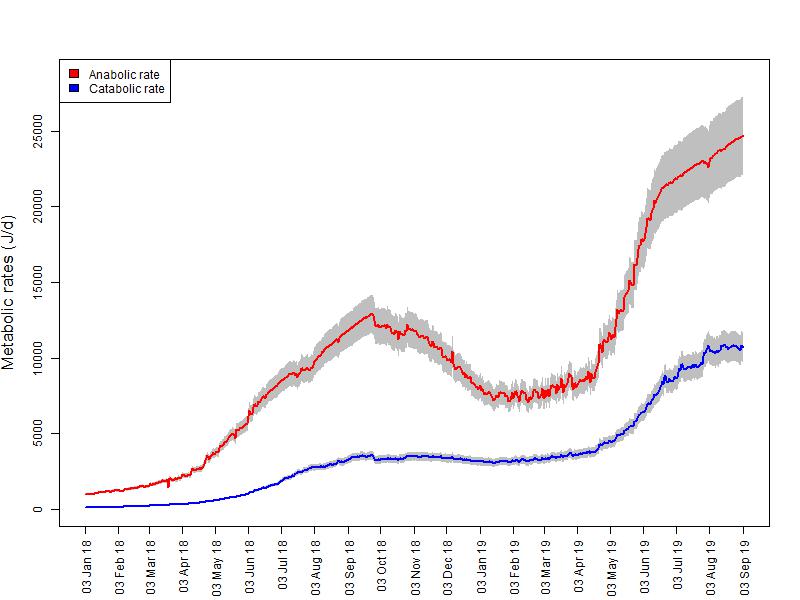 Anabolic rate
Catabolic rate
Metabolic rates (J/d)
25000
20000
15000
10000
5000
0
03 Jan 18
03 Feb 18
03 Mar 18
03 Apr 18
03 May 18
03 Jun 18
03 Jul 18
03 Aug 18
03 Sep 18
03 Oct 18
03 Nov 18
03 Dec 18
03 Jan 19
03 Feb 19
03 Mar 19
03 Apr 19
03 May 19
03 Jun 19
03 Jul 19
03 Aug 19
03 Sep 19